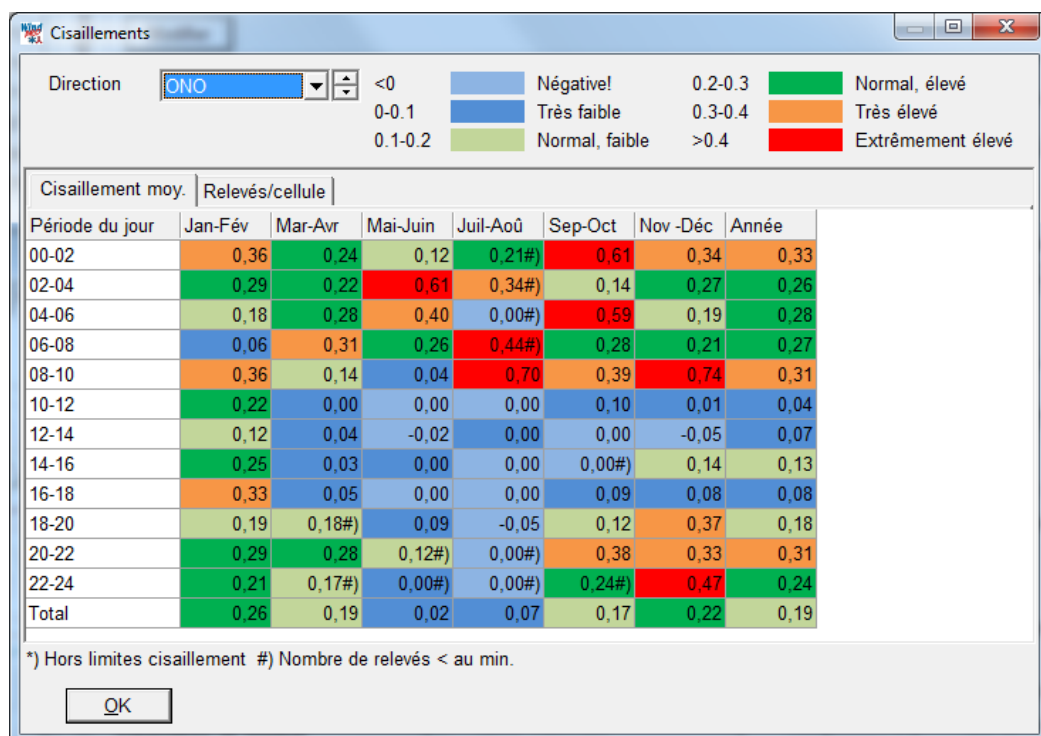 Wind
Cisaillements
Direction ONO <0 Négative! 0.2-0.3 Normal, élevé
0-0.1 Très faible 0.3-0.4 Très élevé
0.1-0.2 Normal, faible >0.4 Extrêmement élevé
Cisaillement moy. Relevés/cellule
Période du jour Jan-Fév Mar-Avr Mai-Juin Juil-Aoû Sep-Oct Nov -Déc Année
00-02 0,36 0,24 0,12 0,21#) 0,61 0,34 0,33
02-04 0,29 0,22 0,61 0,34#) 0,14 0,27 0,26
04-06 0,18 0,28 0,40 0,00#) 0,59 0,19 0,28
06-08 0,06 0,31 0,26 0,44#) 0,28 0,21 0,27
08-10 0,36 0,14 0,04 0,70 0,39 0,74 0,31
10-12 0,22 0,00 0,00 0,00 0,10 0,01 0,04
12-14 0,12 0,04 -0,02 0,00 0,00 -0,05 0,07
14-16 0,25 0,03 0,00 0,00 0,00#) 0,14 0,13
16-18 0,33 0,05 0,00 0,00 0,09 0,08 0,08
18-20 0,19 0,18#) 0,09 -0,05 0,12 0,37 0,18
20-22 0,29 0,28 0,12#) 0,00#) 0,38 0,33 0,31
22-24 0,21 0,17#) 0,00#) 0,00#) 0,24#) 0,47 0,24
Total 0,26 0,19 0,02 0,07 0,17 0,22 0,19
*) Hors limites cisaillement #) Nombre de relevés < au min.
OK